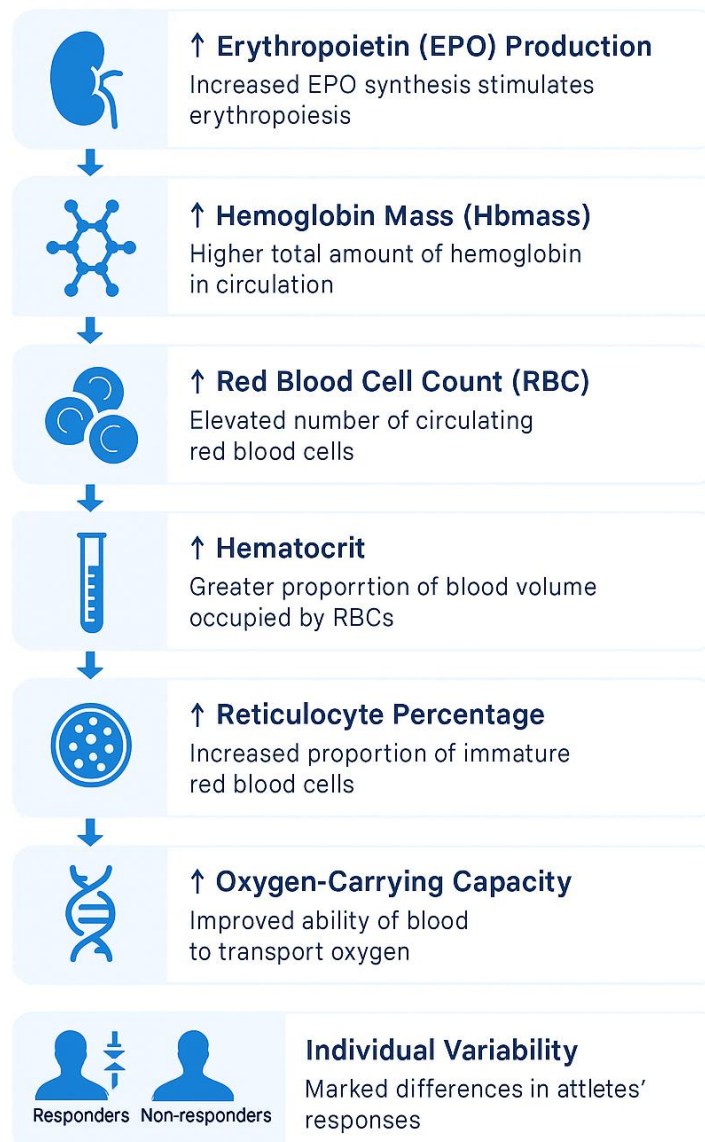 ↑ Erythropoietin (EPO) Production
Increased EPO synthesis stimulates
erythropoiesis
↑ Hemoglobin Mass (Hbmass)
Higher total amount of hemoglobin
in circulation
↑ Red Blood Cell Count (RBC)
Elevated number of circulating
red blood cells
↑ Hematocrit
Greater proporrtion of blood volume
occupied by RBCs
↑ Reticulocyte Percentage
Increased proportion of immature
red blood cells
↑ Oxygen-Carrying Capacity
Improved ability of blood
to transport oxygen
Responders Non-responders
Individual Variability
Marked differences in attletes’
responses